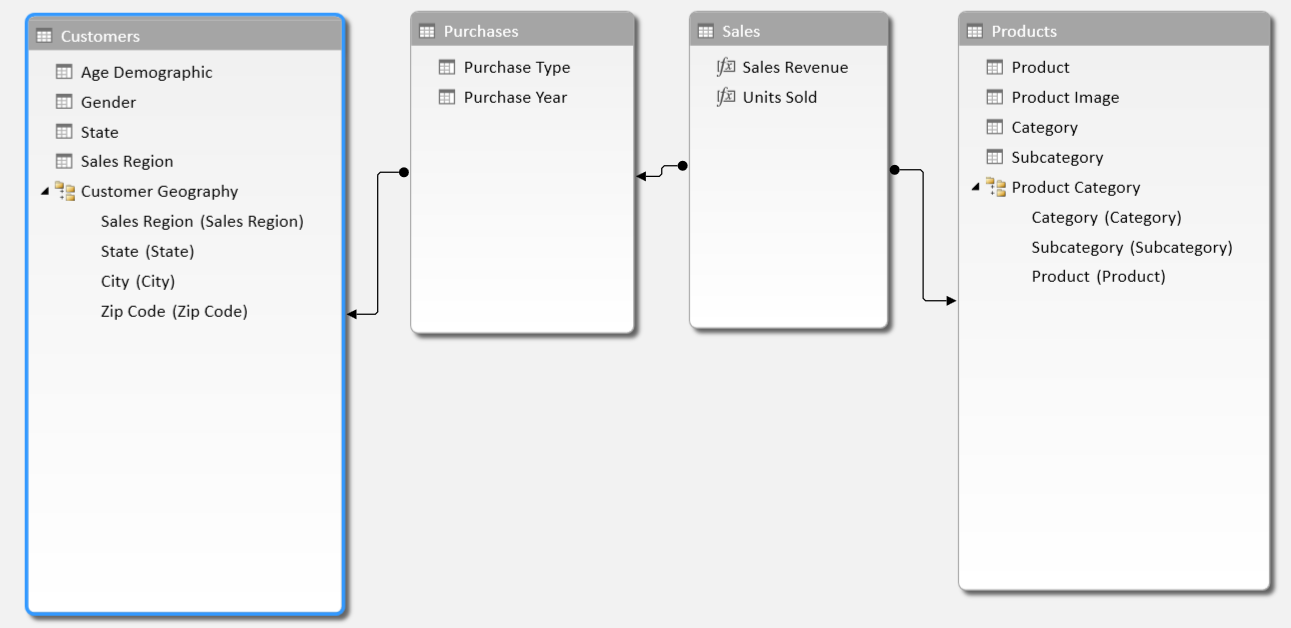 Customers
Age Demographic
Gender
State
Sales Region
Customer Geography
Sales Region (Sales Region)
State (State)
City (City)
Zip Code (Zip Code)
Purchases
Purchase Type
Purchase Year
Sales
Sales Revenue
Units Sold
Products
Product
Product Image
Category
Subcategory
Product Category
Category (Category)
Subcategory (Subcategory)
Product (Product)